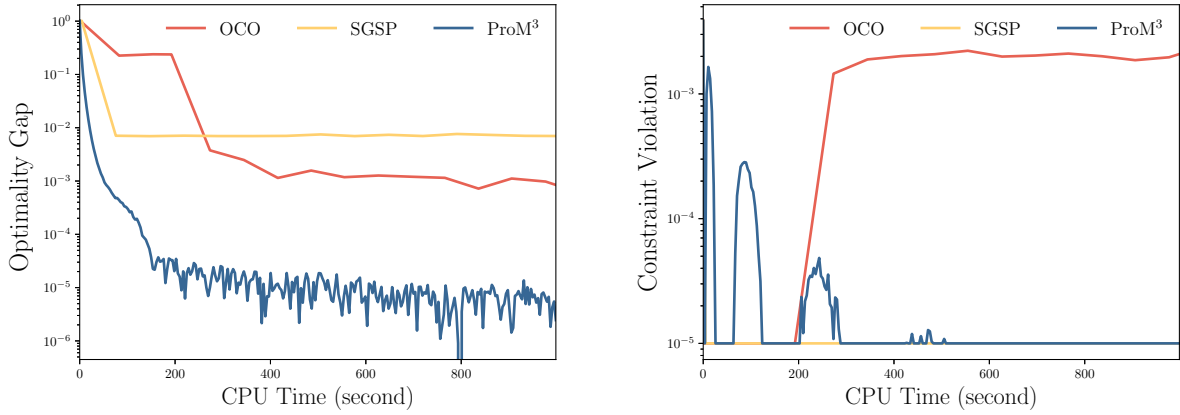 OCO SGSP ProM³
10⁰
10⁻¹
10⁻²
10⁻³
10⁻⁴
10⁻⁵
10⁻⁶
Optimality Gap
0 200 400 600 800
CPU Time (second)
OCO SGSP ProM³
10⁻³
10⁻⁴
10⁻⁵
Constraint Violation
0 200 400 600 800
CPU Time (second)